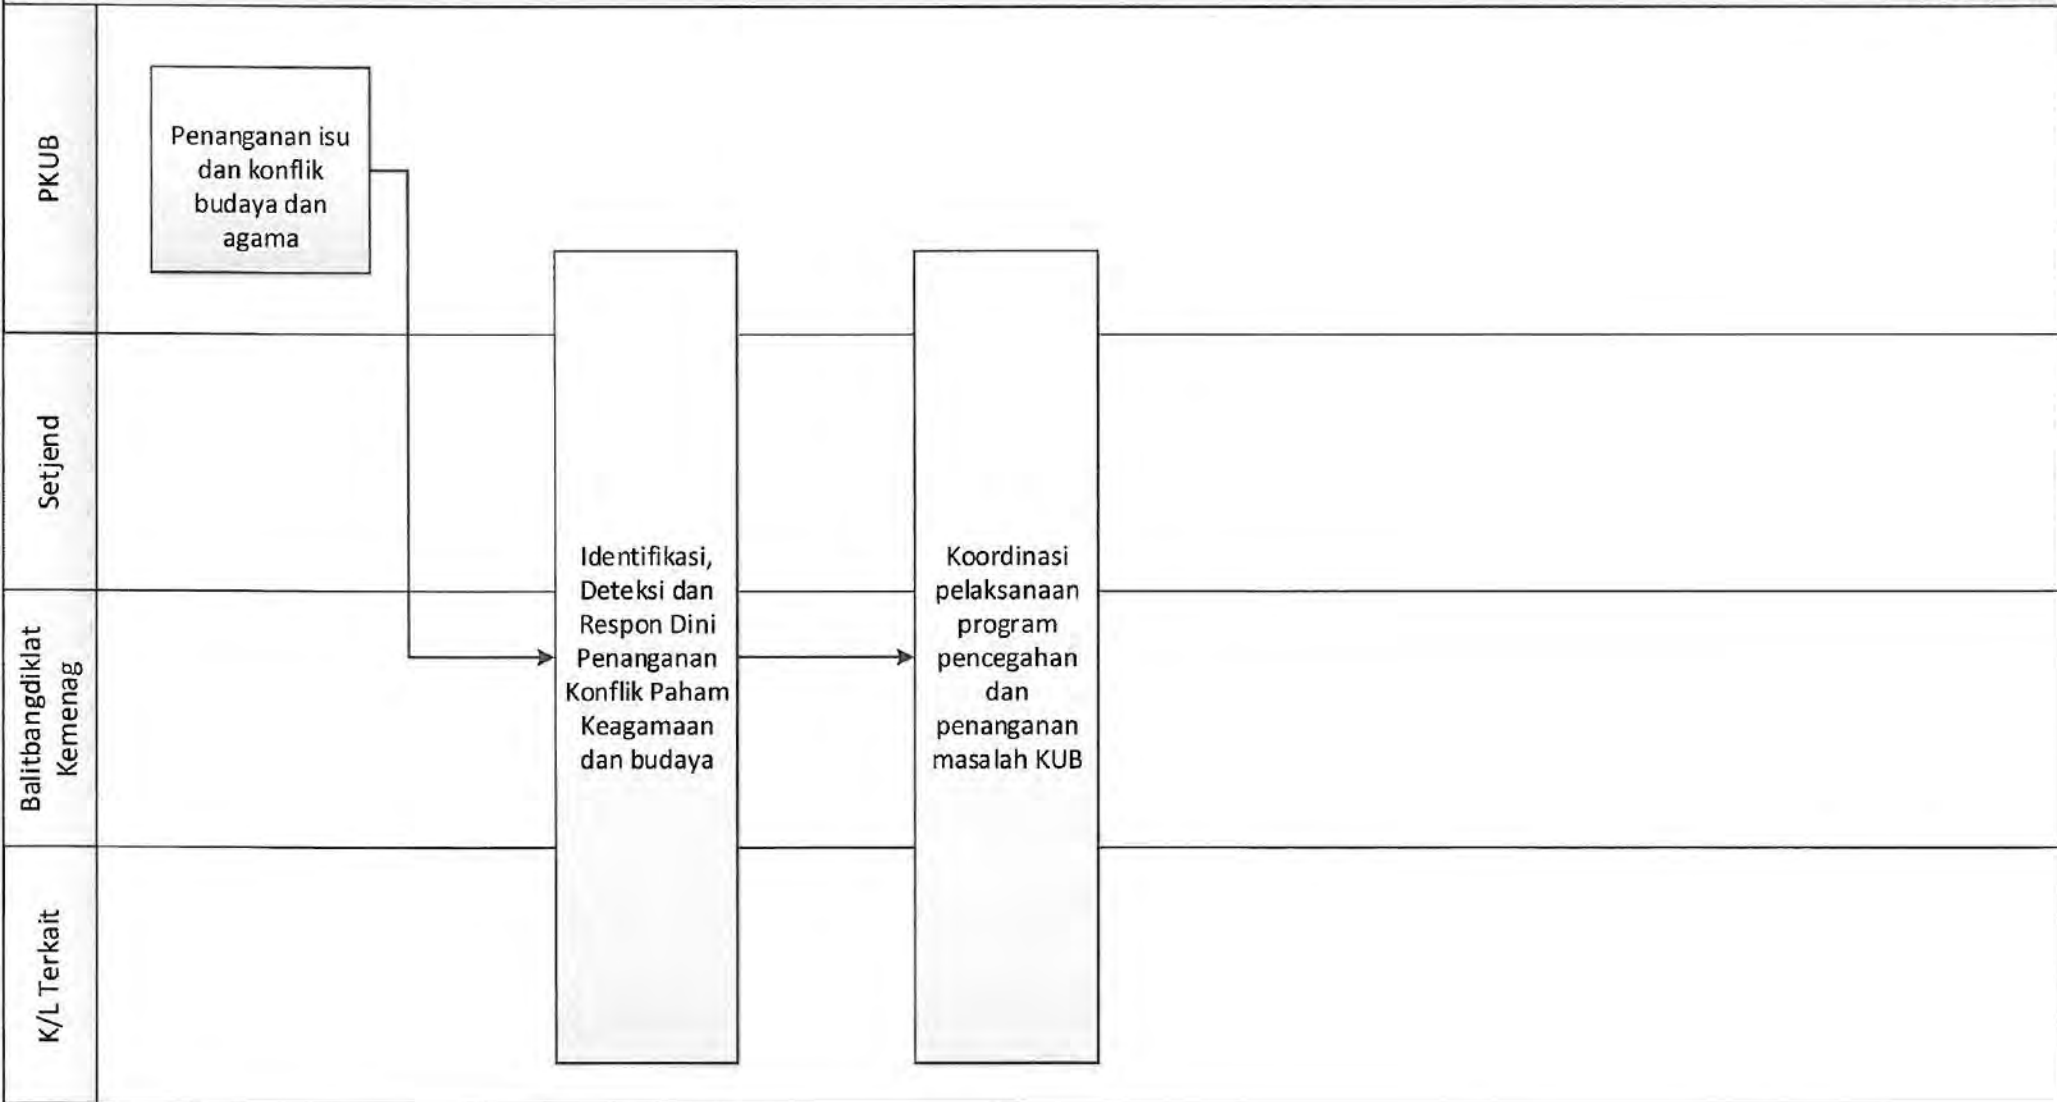 PKUB
Penanganan isu
dan konflik
budaya dan
agama
Setjend
Balitbangdiklat
Kemenag
K/L Terkait
Identifikasi,
Deteksi dan
Respon Dini
Penanganan
Konflik Paham
Keagamaan
dan budaya
Koordinasi
pelaksanaan
program
pencegahan
dan
penanganan
masalah KUB